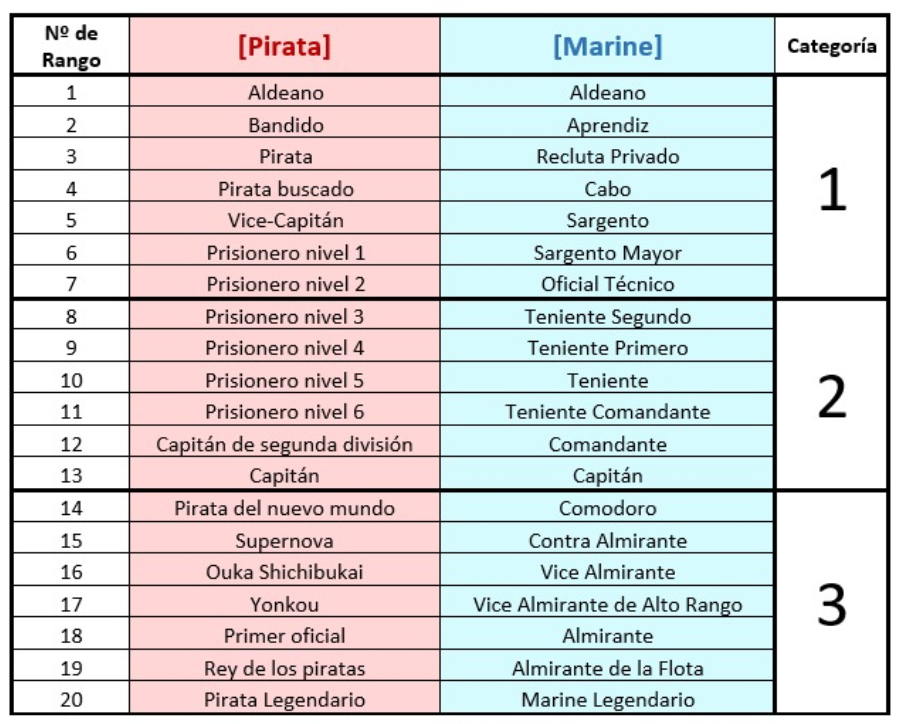 Nº de Rango [Pirata] [Marine] Categoría
1 Aldeano Aldeano
2 Bandido Aprendiz
3 Pirata Recluta Privado
4 Pirata buscado Cabo
5 Vice-Capitán Sargento
6 Prisionero nivel 1 Sargento Mayor
7 Prisionero nivel 2 Oficial Técnico
1
8 Prisionero nivel 3 Teniente Segundo
9 Prisionero nivel 4 Teniente Primero
10 Prisionero nivel 5 Teniente
11 Prisionero nivel 6 Teniente Comandante
12 Capitán de segunda división Comandante
13 Capitán Capitán
2
14 Pirata del nuevo mundo Comodoro
15 Supernova Contra Almirante
16 Ouka Shichibukai Vice Almirante
17 Yonkou Vice Almirante de Alto Rango
18 Primer oficial Almirante
19 Rey de los piratas Almirante de la Flota
20 Pirata Legendario Marine Legendario
3